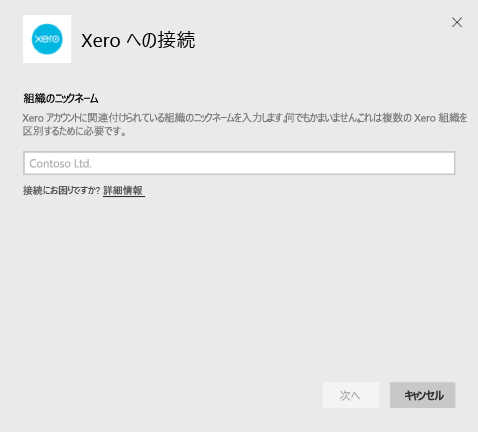 xero
Xero への接続
組織のニックネーム
Xero アカウントに関連付けられている組織のニックネームを入力します。何でもかまいません。これは複数の Xero 組織を
区別するために必要です。
Contoso Ltd.
接続にお困りですか? 詳細情報
次へ
キャンセル